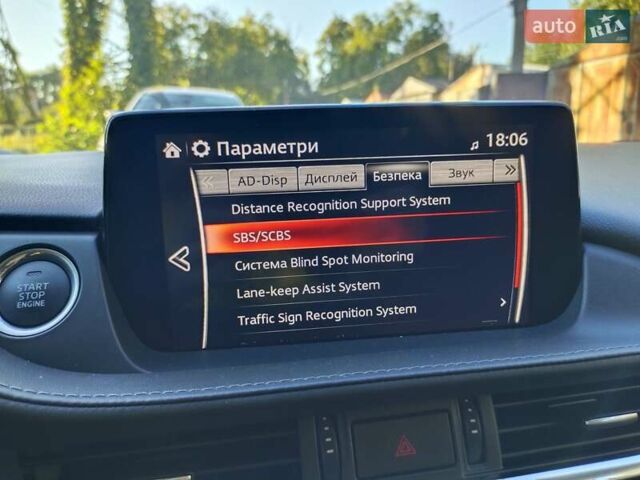 auto RIA.com
Параметри
18:06
AD-Disp Дисплей Безпека Звук
Distance Recognition Support System
SBS/SCBS
Система Blind Spot Monitoring
Lane-keep Assist System
Traffic Sign Recognition System
START
STOP
ENGINE